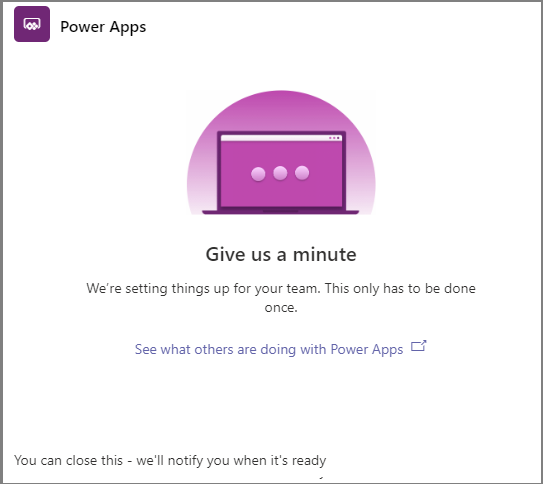 Power Apps
Give us a minute
We're setting things up for your team. This only has to be done
once.
See what others are doing with Power Apps
You can close this - we'll notify you when it's ready